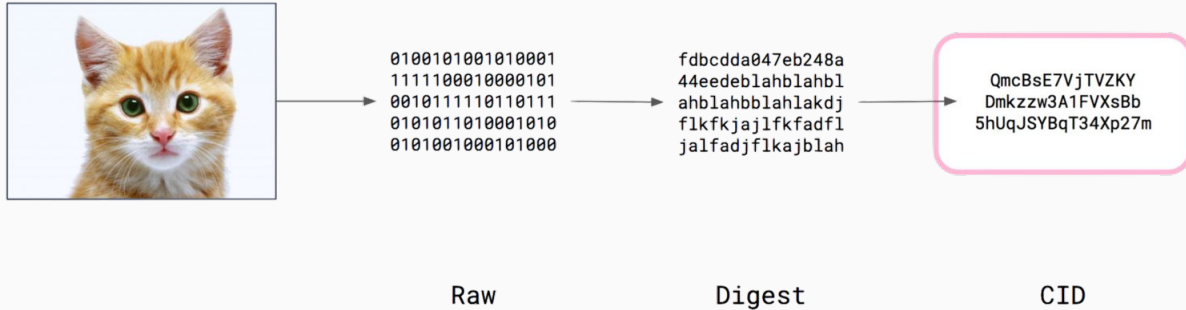 0100101001010001
1111100010000101
0010111110110111
0101011010001010
0101001000101000
fdbcdda047eb248a
44eedeblahblahbl
ahblahbblahlakdj
flkfkjajlfkfadfl
jalfadjflkajblah
QmcBsE7VjTVZKY
Dmkzzw3A1FVXsBb
5hUqJSYBqT34Xp27m
Raw
Digest
CID